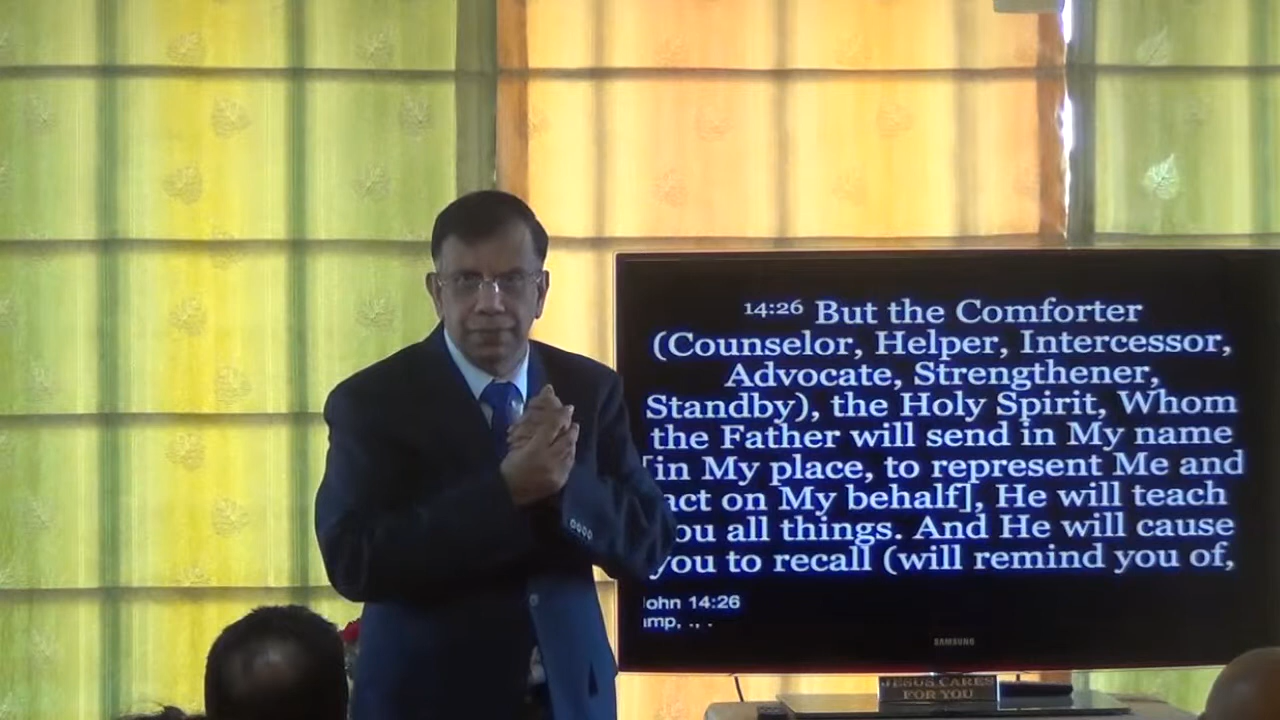 14:26 But the Comforter
(Counselor, Helper, Intercessor,
Advocate, Strengthener,
Standby), the Holy Spirit, Whom
the Father will send in My name
[in My place, to represent Me and
act on My behalf], He will teach
you all things. And He will cause
you to recall (will remind you of,
John 14:26
amp, ., .
SAMSUNG
JESUS CARES
FOR YOU